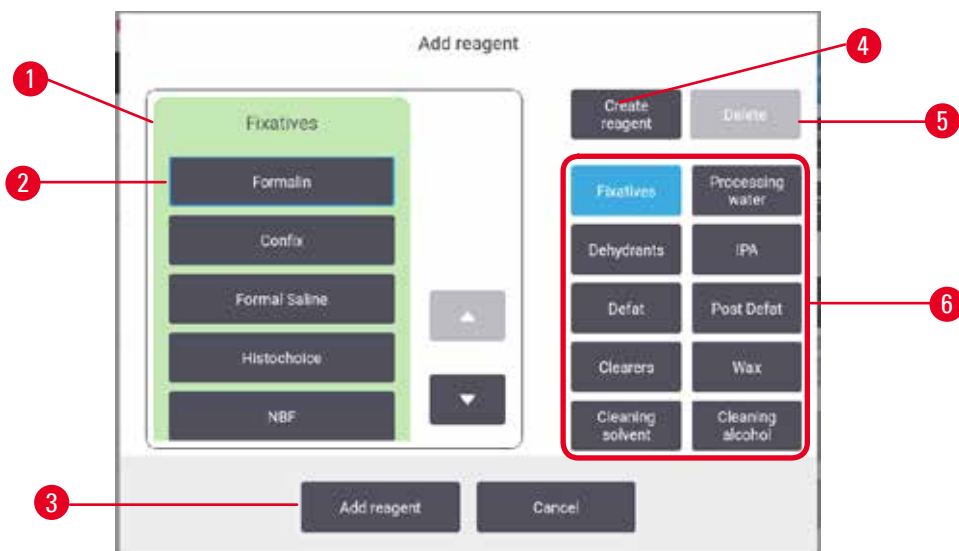 Add reagent
4
1
Fixatives
Create
reagent
Delete
5
2
Formalin
Fixatives
Processing
water
Confix
Dehydrants
IPA
Formal Saline
Defat
Post Defat
6
Histochoice
Clearers
Wax
NBF
Cleaning
solvent
Cleaning
alcohol
3
Add reagent
Cancel